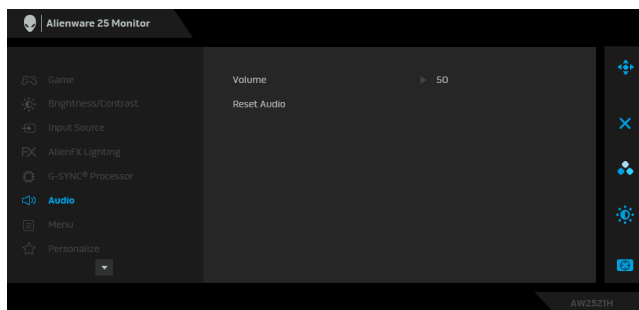 Alienware 25 Monitor
Game
Brightness/Contrast
Input Source
AlienFX Lighting
G-SYNC® Processor
Audio
Menu
Personalize
Volume 50
Reset Audio
AW2521H